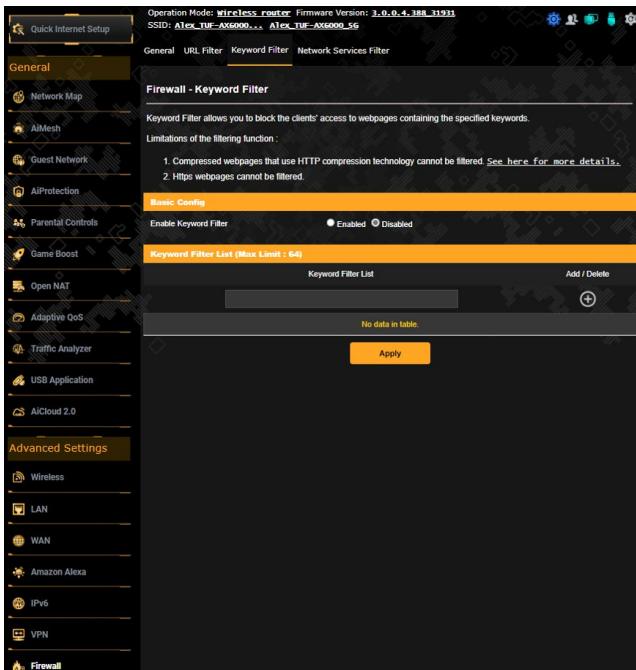 Quick Internet Setup
General
Network Map
AiMesh
Guest Network
AiProtection
Parental Controls
Game Boost
Open NAT
Adaptive QoS
Traffic Analyzer
USB Application
AiCloud 2.0
Advanced Settings
Wireless
LAN
WAN
Amazon Alexa
IPv6
VPN
Firewall
Operation Mode: Wireless router Firmware Version: 3.0.0.4.388_31931
SSID: Alex_TUF-AX6000... Alex_TUF-AX6000_5G
General URL Filter Keyword Filter Network Services Filter
Firewall - Keyword Filter
Keyword Filter allows you to block the clients' access to webpages containing the specified keywords.
Limitations of the filtering function :
1. Compressed webpages that use HTTP compression technology cannot be filtered. See here for more details.
2. Https webpages cannot be filtered.
Basic Config
Enable Keyword Filter Enabled Disabled
Keyword Filter List (Max Limit : 64)
Keyword Filter List Add / Delete
No data in table.
Apply